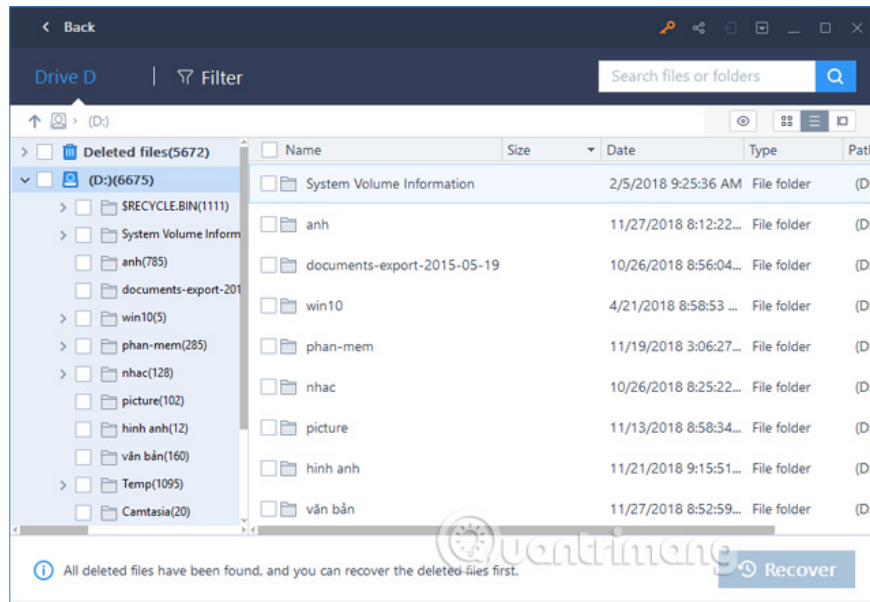 Back
Drive D | Filter Search files or folders
(D:)
Deleted files(5672)
(D:)(6675)
$RECYCLE.BIN(1111)
System Volume Inform
anh(785)
documents-export-201
win10(5)
phan-mem(285)
nhac(128)
picture(102)
hinh anh(12)
văn bản(160)
Temp(1095)
Camtasia(20)
Name Size Date Type Patl
System Volume Information 2/5/2018 9:25:36 AM File folder (D
anh 11/27/2018 8:12:22... File folder (D
documents-export-2015-05-19 10/26/2018 8:56:04... File folder (D
win10 4/21/2018 8:58:53 ... File folder (D
phan-mem 11/19/2018 3:06:27... File folder (D
nhac 10/26/2018 8:25:22... File folder (D
picture 11/13/2018 8:58:34... File folder (D
hinh anh 11/21/2018 9:15:51... File folder (D
văn bản 11/27/2018 8:52:59... File folder (D
Quantrimang
All deleted files have been found, and you can recover the deleted files first.
Recover